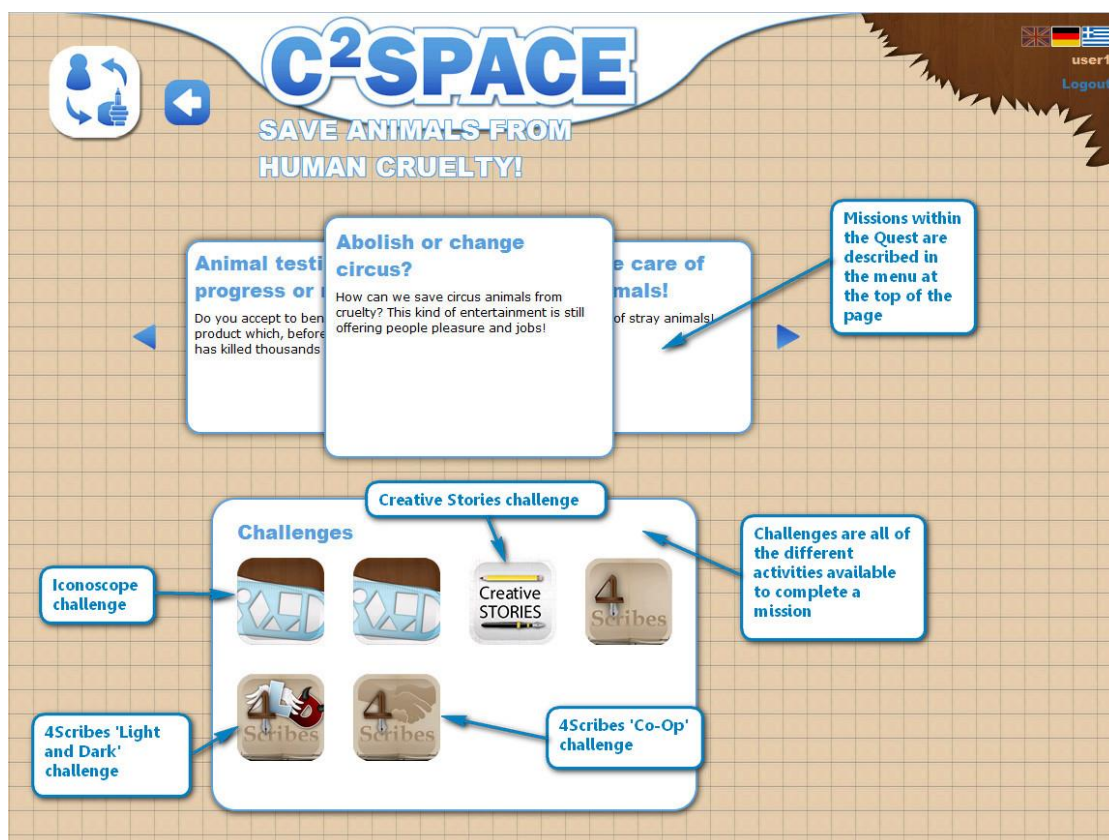 C²SPACE
user1
Logout
SAVE ANIMALS FROM
HUMAN CRUELTY!
Missions within
the Quest are
described in
the menu at
the top of the
page
Animal testi
progress or
Do you accept to ben
product which, before
has killed thousands
Abolish or change
circus?
How can we save circus animals from
cruelty? This kind of entertainment is still
offering people pleasure and jobs!
e care of
mals!
of stray animals!
Creative Stories challenge
Challenges
Challenges are all of
the different
activities available
to complete a
mission
Iconoscope
challenge
Creative
STORIES
4
Scribes
4Scribes 'Light
and Dark'
challenge
4
Scribes
4
Scribes
4Scribes 'Co-Op'
challenge